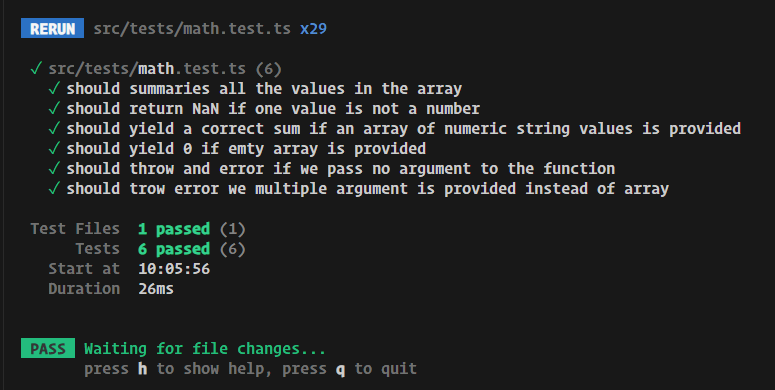 RERUN src/tests/math.test.ts x29
✓ src/tests/math.test.ts (6)
✓ should summaries all the values in the array
✓ should return NaN if one value is not a number
✓ should yield a correct sum if an array of numeric string values is provided
✓ should yield 0 if emty array is provided
✓ should throw and error if we pass no argument to the function
✓ should trow error we multiple argument is provided instead of array
Test Files 1 passed (1)
Tests 6 passed (6)
Start at 10:05:56
Duration 26ms
PASS Waiting for file changes...
press h to show help, press q to quit